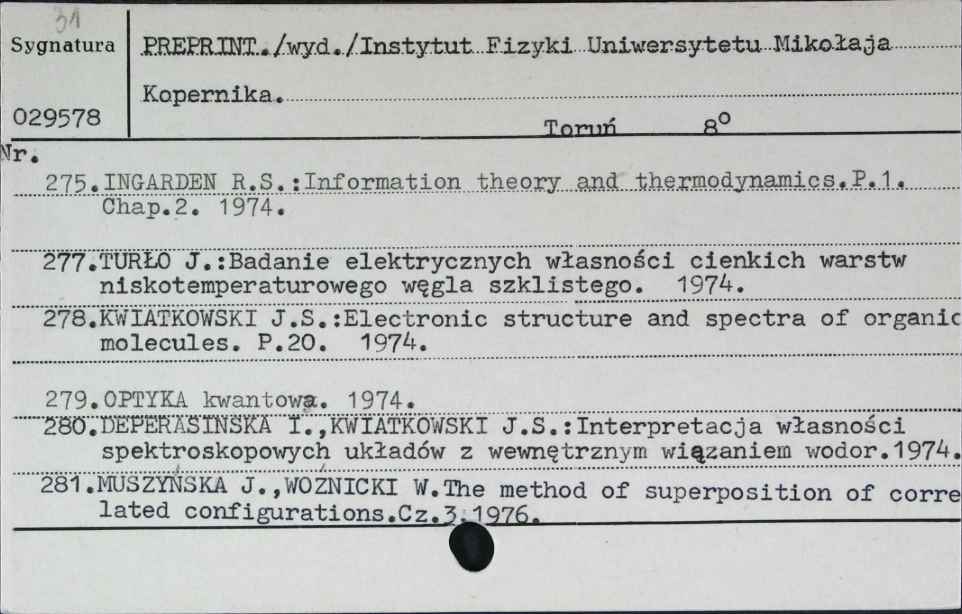 31
Sygnatura
PREPRINT./wyd./Instytut Fizyki Uniwersytetu Mikołaja
Kopernika.
029578
Toruń 8º
Nr.
275.INGARDEN R.S.:Information theory and thermodynamics.P.1.
Chap.2. 1974.
277.TURŁO J.:Badanie elektrycznych własności cienkich warstw
niskotemperaturowego węgla szklistego. 1974.
278.KWIATKOWSKI J.S.:Electronic structure and spectra of organic
molecules. P.20. 1974.
279.OPTYKA kwantowa. 1974.
280.DEPERASIŃSKA I.,KWIATKOWSKI J.S.:Interpretacja własności
spektroskopowych układów z wewnętrznym wiązaniem wodor.1974.
281.MUSZYŃSKA J.,WOŹNICKI W.The method of superposition of corre
lated configurations.Cz.3.1976.